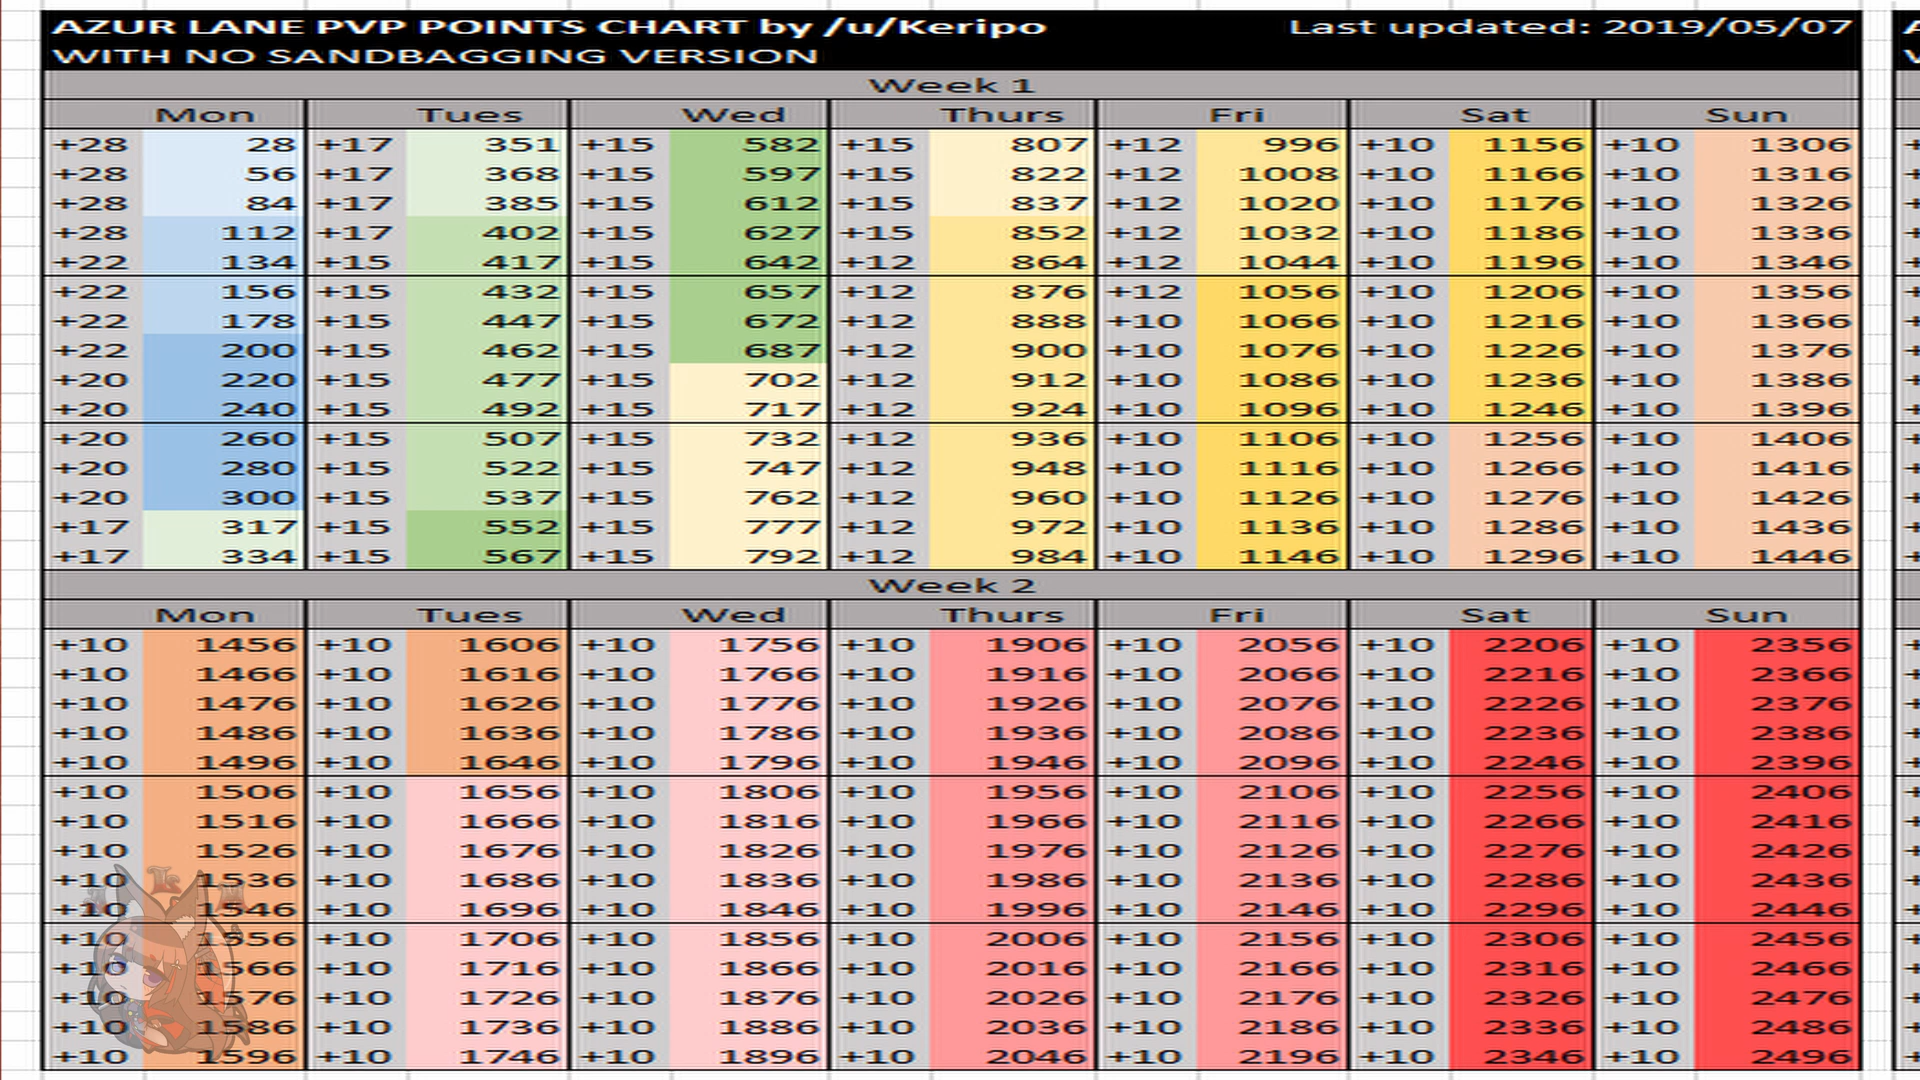 AZUR LANE PVP POINTS CHART by /u/Keripo Last updated: 2019/05/07
WITH NO SANDBAGGING VERSION
Week 1
Mon Tues Wed Thurs Fri Sat Sun
+28 28 +17 351 +15 582 +15 807 +12 996 +10 1156 +10 1306
+28 56 +17 368 +15 597 +15 822 +12 1008 +10 1166 +10 1316
+28 84 +17 385 +15 612 +15 837 +12 1020 +10 1176 +10 1326
+28 112 +17 402 +15 627 +15 852 +12 1032 +10 1186 +10 1336
+22 134 +15 417 +15 642 +12 864 +12 1044 +10 1196 +10 1346
+22 156 +15 432 +15 657 +12 876 +12 1056 +10 1206 +10 1356
+22 178 +15 447 +15 672 +12 888 +10 1066 +10 1216 +10 1366
+22 200 +15 462 +15 687 +12 900 +10 1076 +10 1226 +10 1376
+20 220 +15 477 +15 702 +12 912 +10 1086 +10 1236 +10 1386
+20 240 +15 492 +15 717 +12 924 +10 1096 +10 1246 +10 1396
+20 260 +15 507 +15 732 +12 936 +10 1106 +10 1256 +10 1406
+20 280 +15 522 +15 747 +12 948 +10 1116 +10 1266 +10 1416
+20 300 +15 537 +15 762 +12 960 +10 1126 +10 1276 +10 1426
+17 317 +15 552 +15 777 +12 972 +10 1136 +10 1286 +10 1436
+17 334 +15 567 +15 792 +12 984 +10 1146 +10 1296 +10 1446
Week 2
Mon Tues Wed Thurs Fri Sat Sun
+10 1456 +10 1606 +10 1756 +10 1906 +10 2056 +10 2206 +10 2356
+10 1466 +10 1616 +10 1766 +10 1916 +10 2066 +10 2216 +10 2366
+10 1476 +10 1626 +10 1776 +10 1926 +10 2076 +10 2226 +10 2376
+10 1486 +10 1636 +10 1786 +10 1936 +10 2086 +10 2236 +10 2386
+10 1496 +10 1646 +10 1796 +10 1946 +10 2096 +10 2246 +10 2396
+10 1506 +10 1656 +10 1806 +10 1956 +10 2106 +10 2256 +10 2406
+10 1516 +10 1666 +10 1816 +10 1966 +10 2116 +10 2266 +10 2416
+10 1526 +10 1676 +10 1826 +10 1976 +10 2126 +10 2276 +10 2426
+10 1536 +10 1686 +10 1836 +10 1986 +10 2136 +10 2286 +10 2436
+10 1546 +10 1696 +10 1846 +10 1996 +10 2146 +10 2296 +10 2446
+10 1556 +10 1706 +10 1856 +10 2006 +10 2156 +10 2306 +10 2456
+10 1566 +10 1716 +10 1866 +10 2016 +10 2166 +10 2316 +10 2466
+10 1576 +10 1726 +10 1876 +10 2026 +10 2176 +10 2326 +10 2476
+10 1586 +10 1736 +10 1886 +10 2036 +10 2186 +10 2336 +10 2486
+10 1596 +10 1746 +10 1896 +10 2046 +10 2196 +10 2346 +10 2496